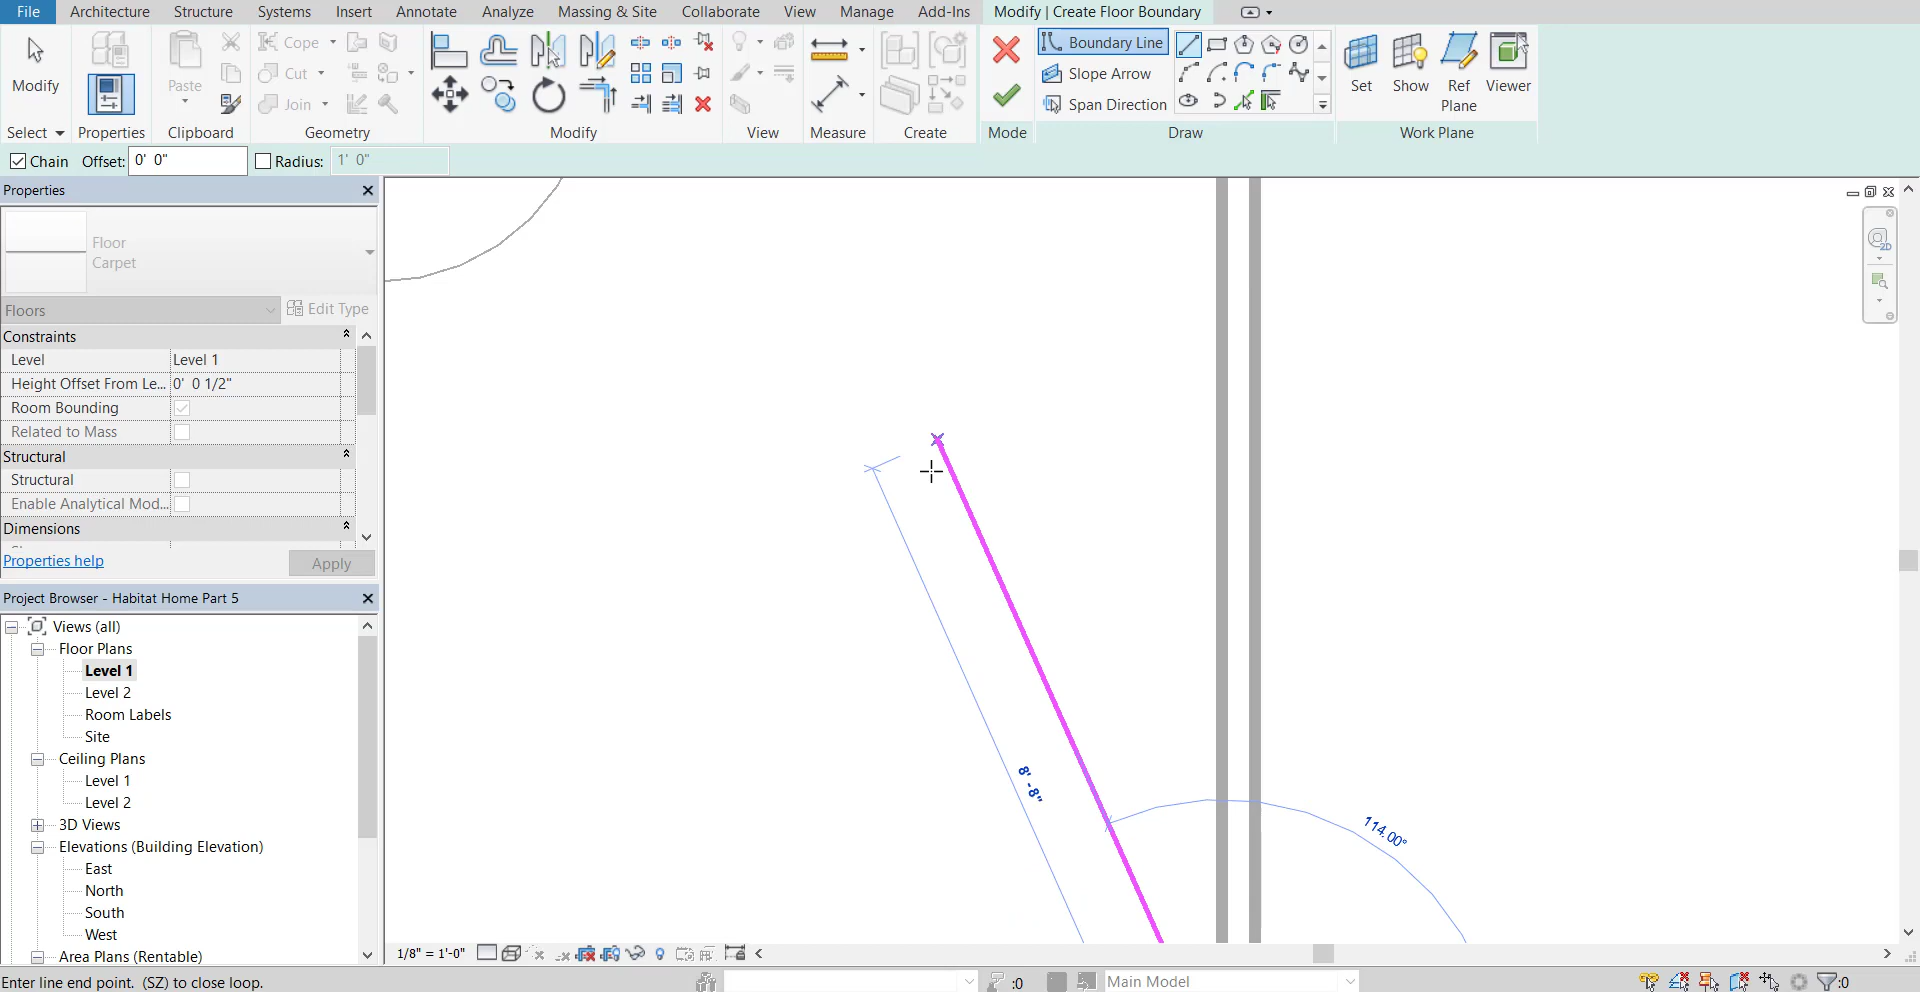 File Architecture Structure Systems Insert Annotate Analyze Massing & Site Collaborate View Manage Add-Ins Modify | Create Floor Boundary
Modify
Select
Properties
Paste
Clipboard
Cope
Cut
Join
Geometry
Modify
View
Measure
Create
Mode
Boundary Line
Slope Arrow
Span Direction
Draw
Set
Show
Ref
Plane
Viewer
Work Plane
Chain Offset: 0' 0" Radius: 1' 0"
Properties
Floor
Carpet
Floors Edit Type
Constraints
Level Level 1
Height Offset From Le... 0' 0 1/2"
Room Bounding
Related to Mass
Structural
Structural
Enable Analytical Mod...
Dimensions
Properties help Apply
Project Browser - Habitat Home Part 5
Views (all)
Floor Plans
Level 1
Level 2
Room Labels
Site
Ceiling Plans
Level 1
Level 2
3D Views
Elevations (Building Elevation)
East
North
South
West
Area Plans (Rentable)
2D
8' - 8"
114.00°
1/8" = 1'-0"
Enter line end point. (SZ) to close loop.
:0
Main Model
:0